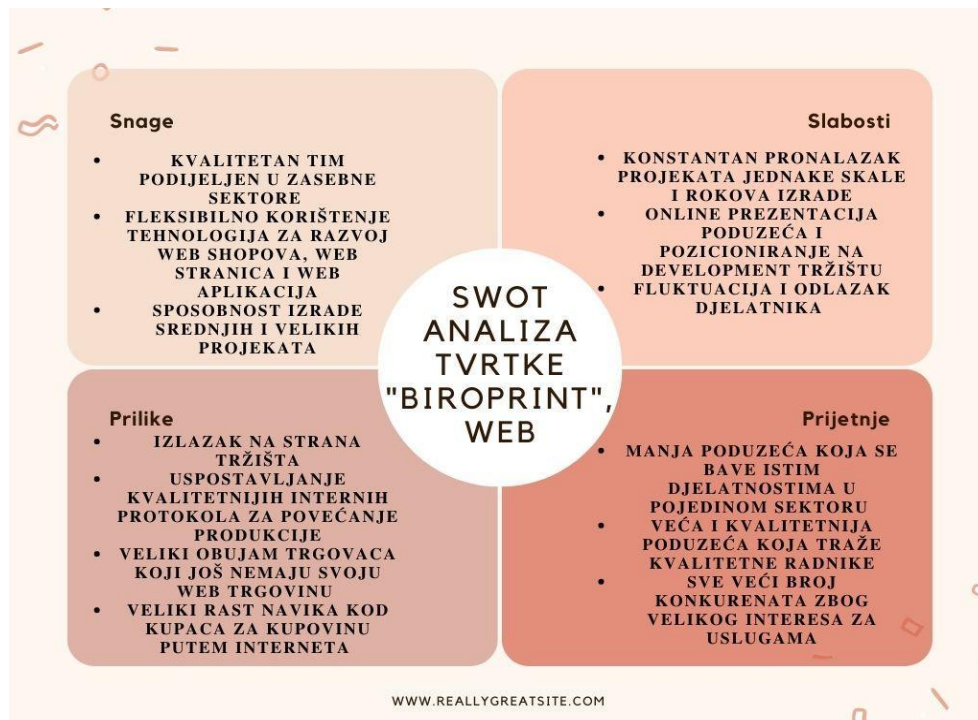 Snage
• KVALITETAN TIM
PODIJELJEN U ZASEBNE
SEKTORE
• FLEKSIBILNO KORIŠTENJE
TEHNOLOGIJA ZA RAZVOJ
WEB SHOPOVA, WEB
STRANICA I WEB
APLIKACIJA
• SPOSOBNOST IZRADE
SREDNJIH I VELIKIH
PROJEKATA
Slabosti
• KONSTANTAN PRONALAZAK
PROJEKATA JEDNAKE SKALE
I ROKOVA IZRADE
• ONLINE PREZENTACIJA
PODUZEĆA I
POZICIONIRANJE NA
DEVELOPMENT TRŽIŠTU
• FLUKTUACIJA I ODLAZAK
DJELATNIKA
SWOT
ANALIZA
TVRTKE
"BIROPRINT",
WEB
Prilike
• IZLAZAK NA STRANA
TRŽIŠTA
• USPOSTAVLJANJE
KVALITETNIJIH INTERNIH
PROTOKOLA ZA POVEĆANJE
PRODUKCIJE
• VELIKI OBUJAM TRGOVACA
KOJI JOŠ NEMAJU SVOJU
WEB TRGOVINU
• VELIKI RAST NAVIKA KOD
KUPACA ZA KUPOVINU
PUTEM INTERNETA
Prijetnje
• MANJA PODUZEĆA KOJA SE
BAVE ISTIM
DJELATNOSTIMA U
POJEDINOM SEKTORU
• VEĆA I KVALITETNIJA
PODUZEĆA KOJA TRAŽE
KVALITETNE RADNIKE
• SVE VEĆI BROJ
KONKURENATA ZBOG
VELIKOG INTERESA ZA
USLUGAMA
WWW.REALLYGREATSITE.COM